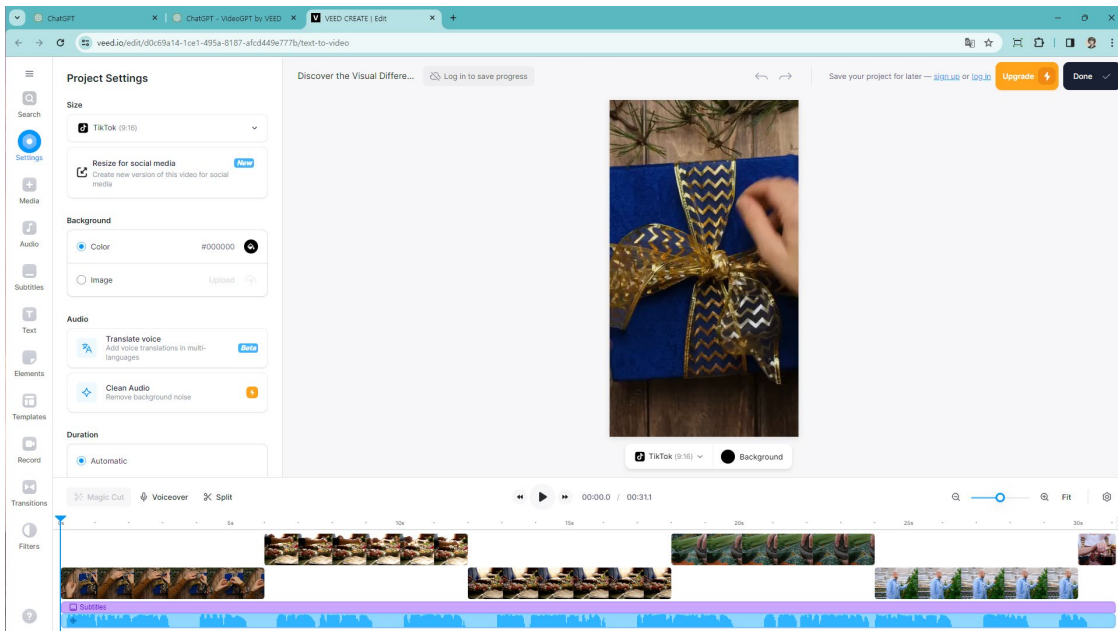 ChatGPT
ChatGPT - VideoGPT by VEED
VEED CREATE | Edit
veed.io/edit/d0c69a14-1ce1-495a-8187-afcd449e777b/text-to-video
Search
Settings
Media
Audio
Subtitles
Text
Elements
Templates
Record
Transitions
Filters
Project Settings
Size
TikTok (9:16)
Resize for social media
New
Create new version of this video for social
media
Background
Color
#000000
Image
Upload
Audio
Translate voice
Add voice translations in multi-
languages
Beta
Clean Audio
Remove background noise
Duration
Automatic
Discover the Visual Differe...
Log in to save progress
Save your project for later — sign up or log in
Upgrade
Done
TikTok (9:16)
Background
Magic Cut
Voiceover
Split
00:00.0 / 00:31.1
Fit
0s
5s
10s
15s
20s
25s
30s
Subtitles